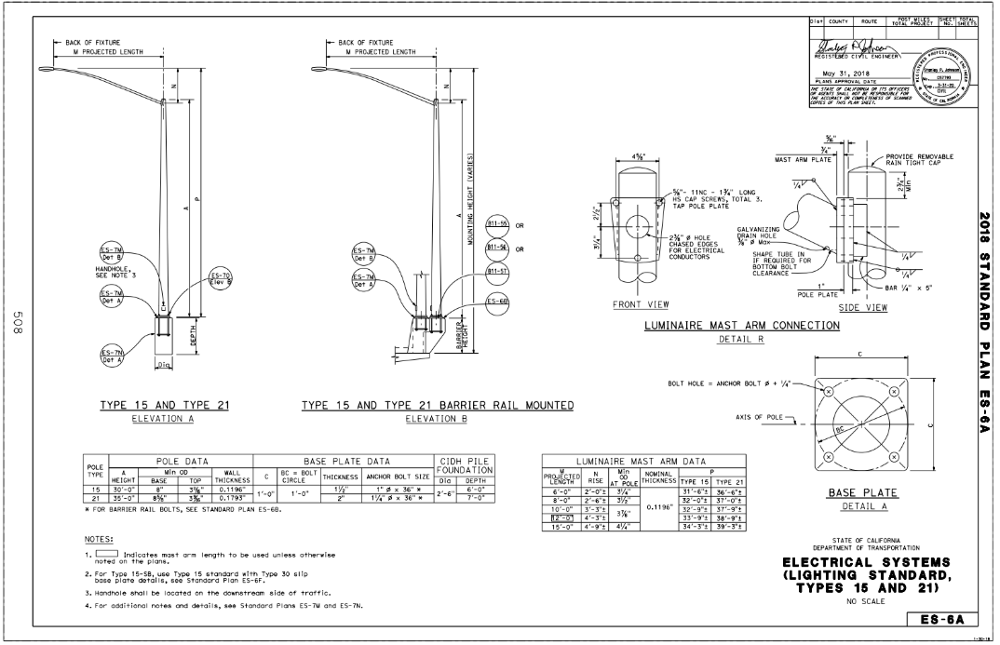 Dist COUNTY ROUTE POST MILES TOTAL PROJECT SHEET No. TOTAL SHEETS
REGISTERED CIVIL ENGINEER
May 31, 2018
PLANS APPROVAL DATE
THE STATE OF CALIFORNIA OR ITS OFFICERS
OR AGENTS SHALL NOT BE RESPONSIBLE FOR
THE ACCURACY OR COMPLETENESS OF SCANNED
COPIES OF THIS PLAN SHEET.
REGISTERED PROFESSIONAL ENGINEER
Stanley P. Johnson
No.
Exp. 3-31-20
CIVIL
STATE OF CALIFORNIA
BACK OF FIXTURE
M PROJECTED LENGTH
N
A
P
ES-7M
Det B
HANDHOLE,
SEE NOTE 3
ES-7M
Det A
ES-7N
Det A
ES-7O
Elev B
DEPTH
Dia
TYPE 15 AND TYPE 21
ELEVATION A
BACK OF FIXTURE
M PROJECTED LENGTH
N
A
MOUNTING HEIGHT (VARIES)
ES-7M
Det B
ES-7M
Det A
B11-55 OR
B11-56 OR
B11-57
ES-6B
BARRIER
HEIGHT
TYPE 15 AND TYPE 21 BARRIER RAIL MOUNTED
ELEVATION B
4⅝"
2½"
3¼"
⅝"- 11NC - 1¾" LONG
HS CAP SCREWS, TOTAL 3.
TAP POLE PLATE
2⅜" Ø HOLE
CHASED EDGES
FOR ELECTRICAL
CONDUCTORS
FRONT VIEW
¾"
MAST ARM PLATE
PROVIDE REMOVABLE
RAIN TIGHT CAP
2¾"
Min
1/4
GALVANIZING
DRAIN HOLE
⅜" Ø Max
SHAPE TUBE IN
IF REQUIRED FOR
BOTTOM BOLT
CLEARANCE
1/4
1/4
1"
POLE PLATE
BAR ¼" x 5"
SIDE VIEW
LUMINAIRE MAST ARM CONNECTION
DETAIL R
C
BOLT HOLE = ANCHOR BOLT Ø + ¼"
AXIS OF POLE
BC
C
BASE PLATE
DETAIL A
POLE TYPE POLE DATA BASE PLATE DATA CIDH PILE FOUNDATION
A HEIGHT Min OD BASE TOP WALL THICKNESS C BC = BOLT CIRCLE THICKNESS ANCHOR BOLT SIZE Dia DEPTH
15 30'-0" 8" 0.1196" 1'-0" 1'-0" 1½" 1" Ø x 36" * 2'-6" 6'-0"
21 35'-0" 8⅝" 0.1793" 2" 1¼" Ø x 36" * 7'-0"
* FOR BARRIER RAIL BOLTS, SEE STANDARD PLAN ES-6B.
LUMINAIRE MAST ARM DATA
M PROJECTED LENGTH N RISE Min OD AT POLE NOMINAL THICKNESS P TYPE 15 TYPE 21
6'-0" 2'-0"± 3¼" 0.1196" 31'-6"± 36'-6"±
8'-0" 2'-6"± 3½" 32'-0"± 37'-0"±
10'-0" 3'-3"± 3⅞" 32'-9"± 37'-9"±
12'-0" 4'-3"± 33'-9"± 38'-9"±
15'-0" 4'-9"± 4¼" 34'-3"± 39'-3"±
NOTES:
1. Indicates mast arm length to be used unless otherwise
noted on the plans.
2. For Type 15-SB, use Type 15 standard with Type 30 slip
base plate details, see Standard Plan ES-6F.
3. Handhole shall be located on the downstream side of traffic.
4. For additional notes and details, see Standard Plans ES-7M and ES-7N.
STATE OF CALIFORNIA
DEPARTMENT OF TRANSPORTATION
ELECTRICAL SYSTEMS
(LIGHTING STANDARD,
TYPES 15 AND 21)
NO SCALE
ES-6A
2018 STANDARD PLAN ES-6A
508